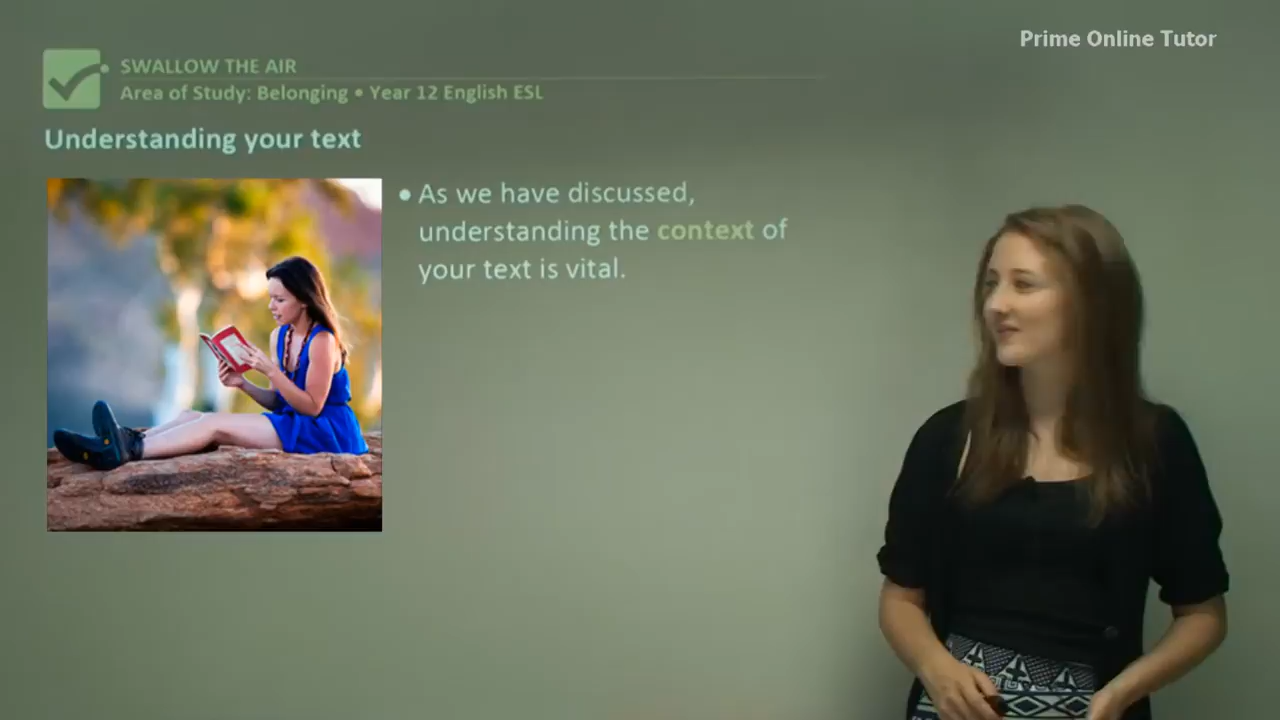 Prime Online Tutor
SWALLOW THE AIR
Area of Study: Belonging • Year 12 English ESL
Understanding your text
• As we have discussed,
understanding the context of
your text is vital.